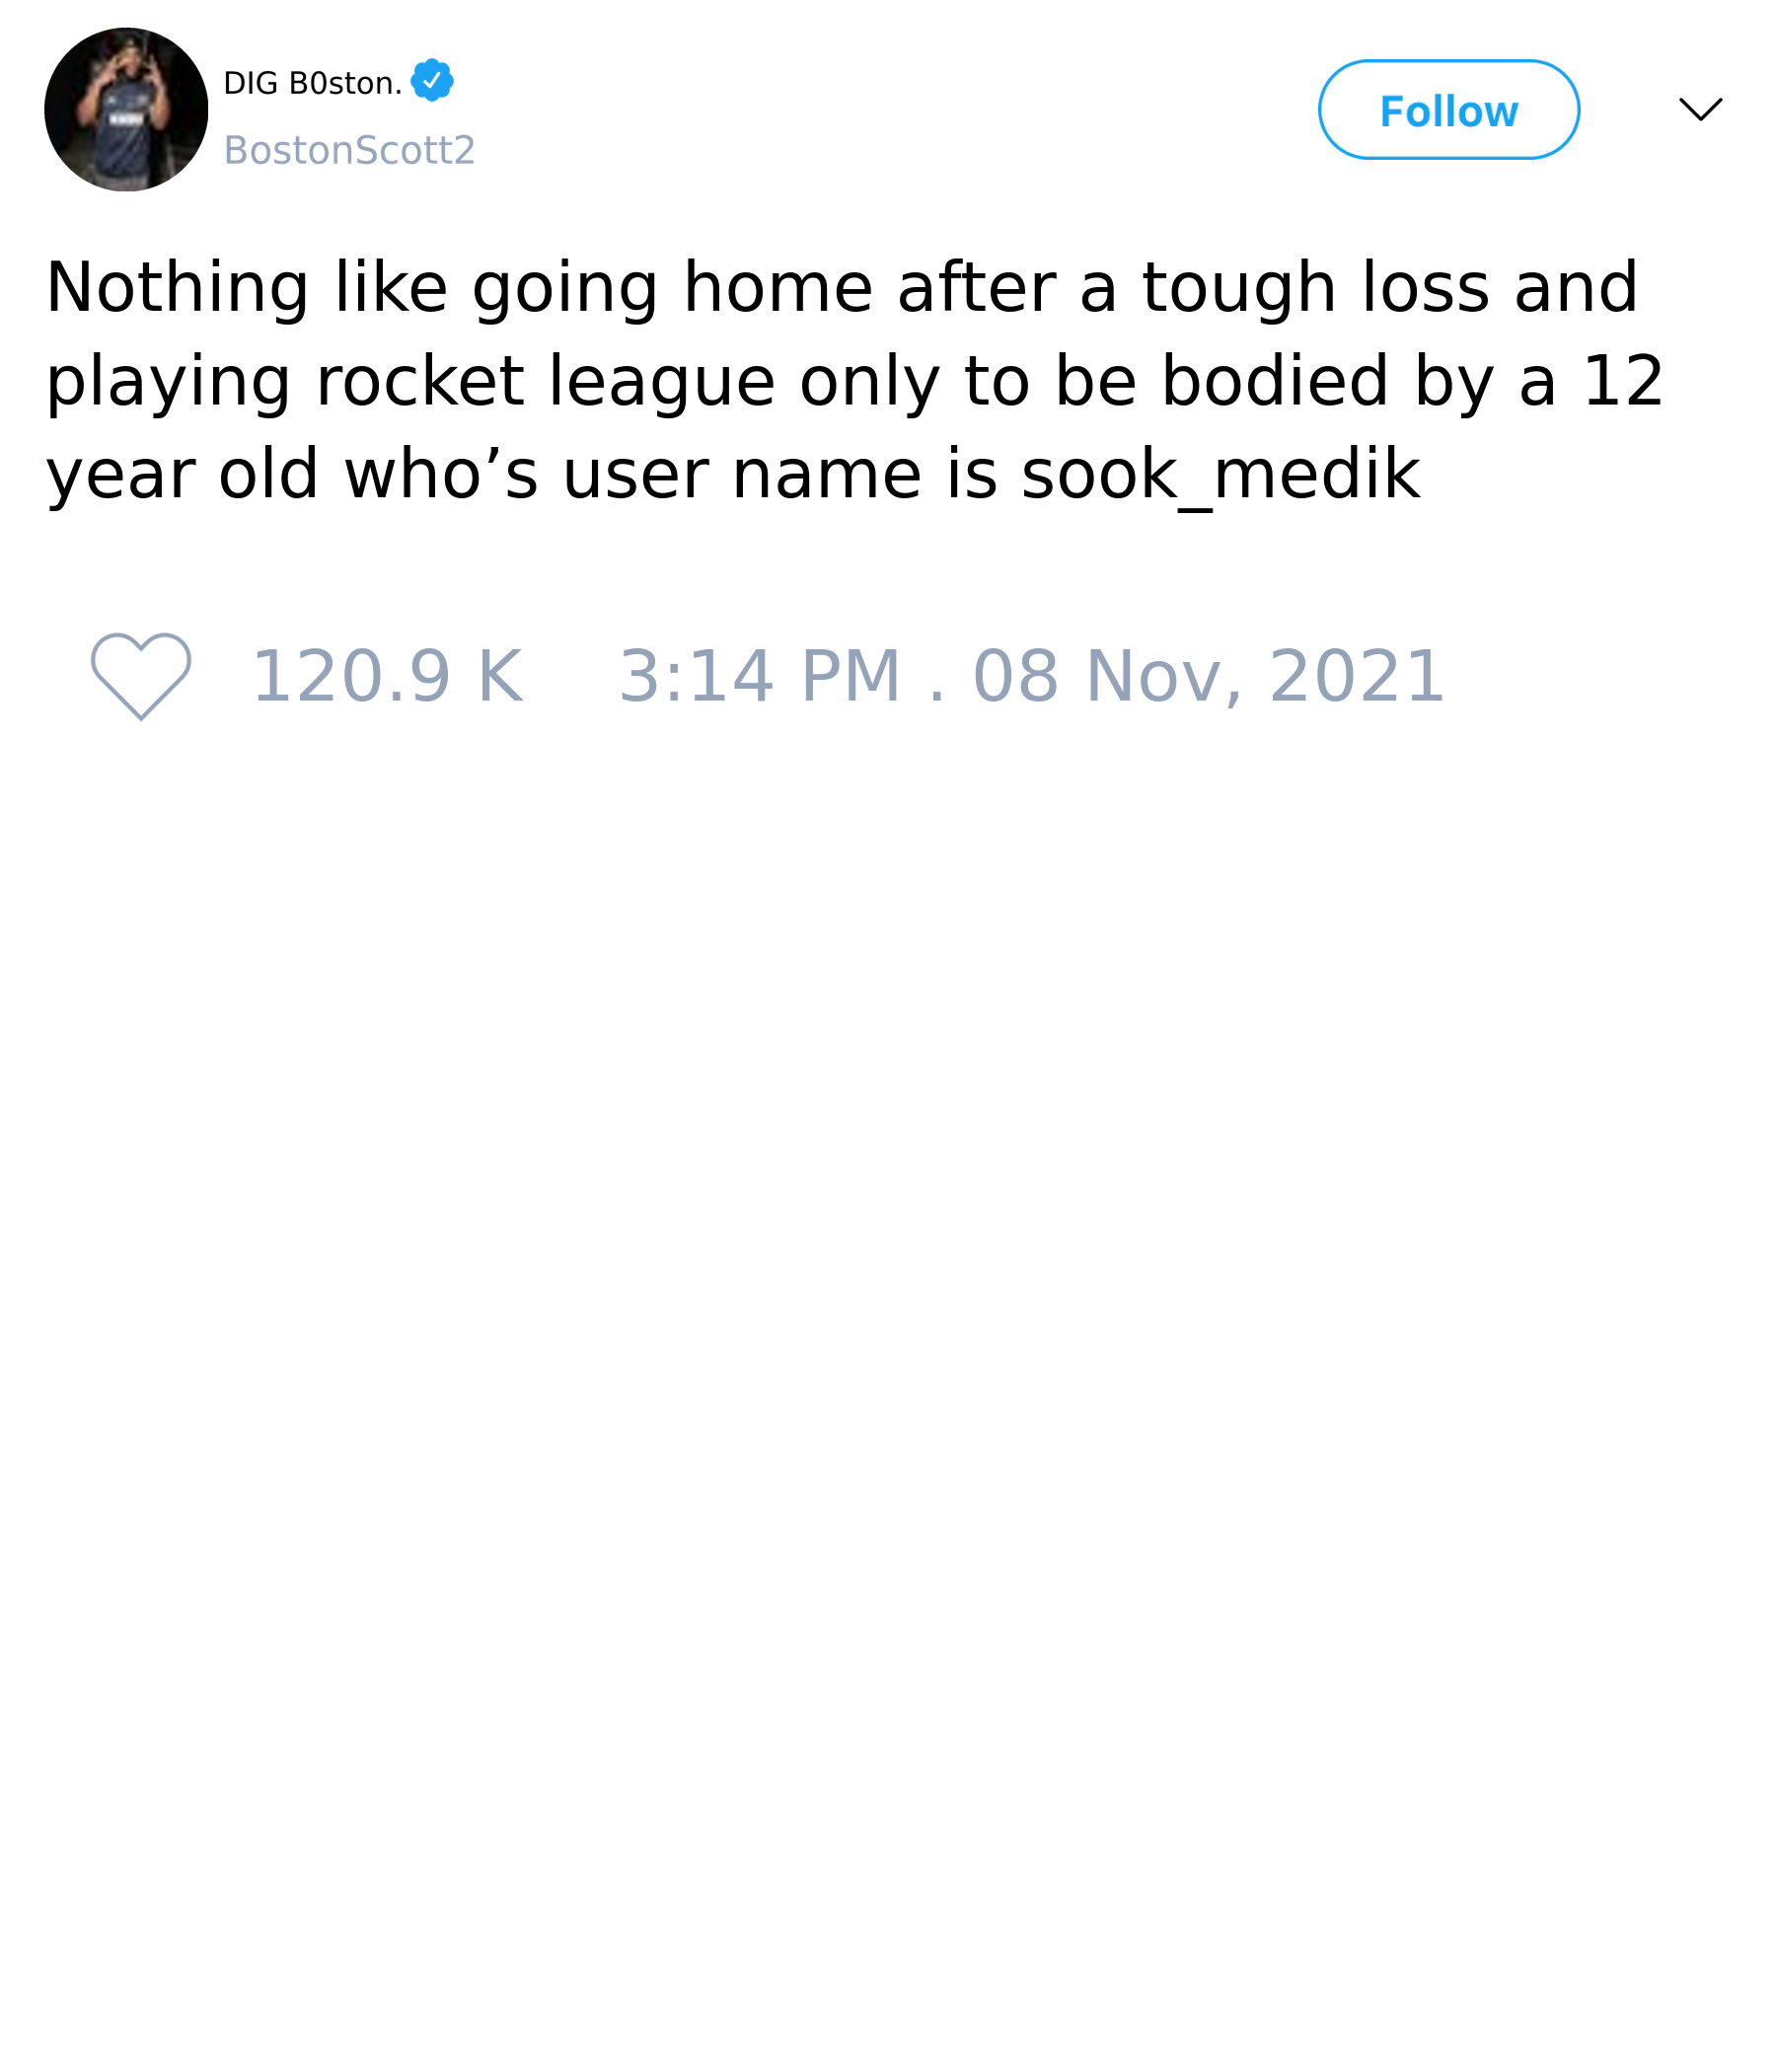 DIG B0ston.
BostonScott2
Follow
Nothing like going home after a tough loss and
playing rocket league only to be bodied by a 12
year old who’s user name is sook_medik
120.9 K 3:14 PM . 08 Nov, 2021